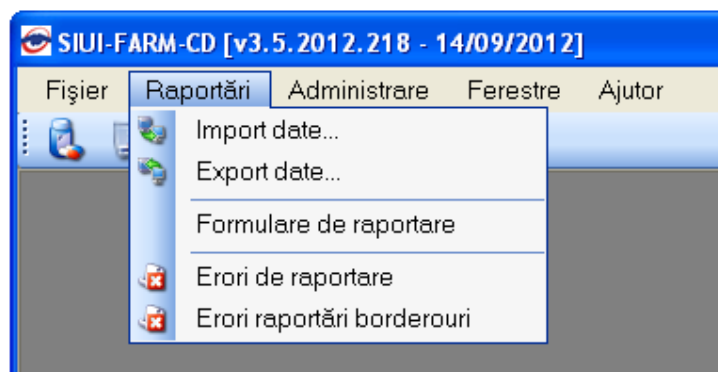 SIUI-FARM-CD [v3.5.2012.218 - 14/09/2012]
Fişier Raportări Administrare Ferestre Ajutor
Import date...
Export date...
Formulare de raportare
Erori de raportare
Erori raportări borderouri